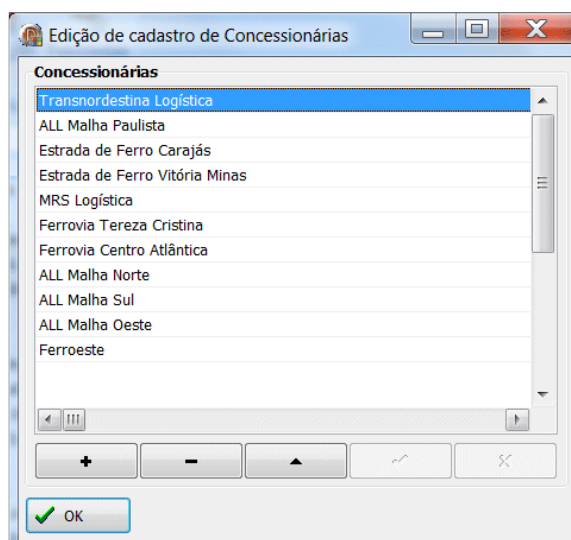 Edição de cadastro de Concessionárias
Concessionárias
Transnordestina Logística
ALL Malha Paulista
Estrada de Ferro Carajás
Estrada de Ferro Vitória Minas
MRS Logística
Ferrovia Tereza Cristina
Ferrovia Centro Atlântica
ALL Malha Norte
ALL Malha Sul
ALL Malha Oeste
Ferroeste
OK